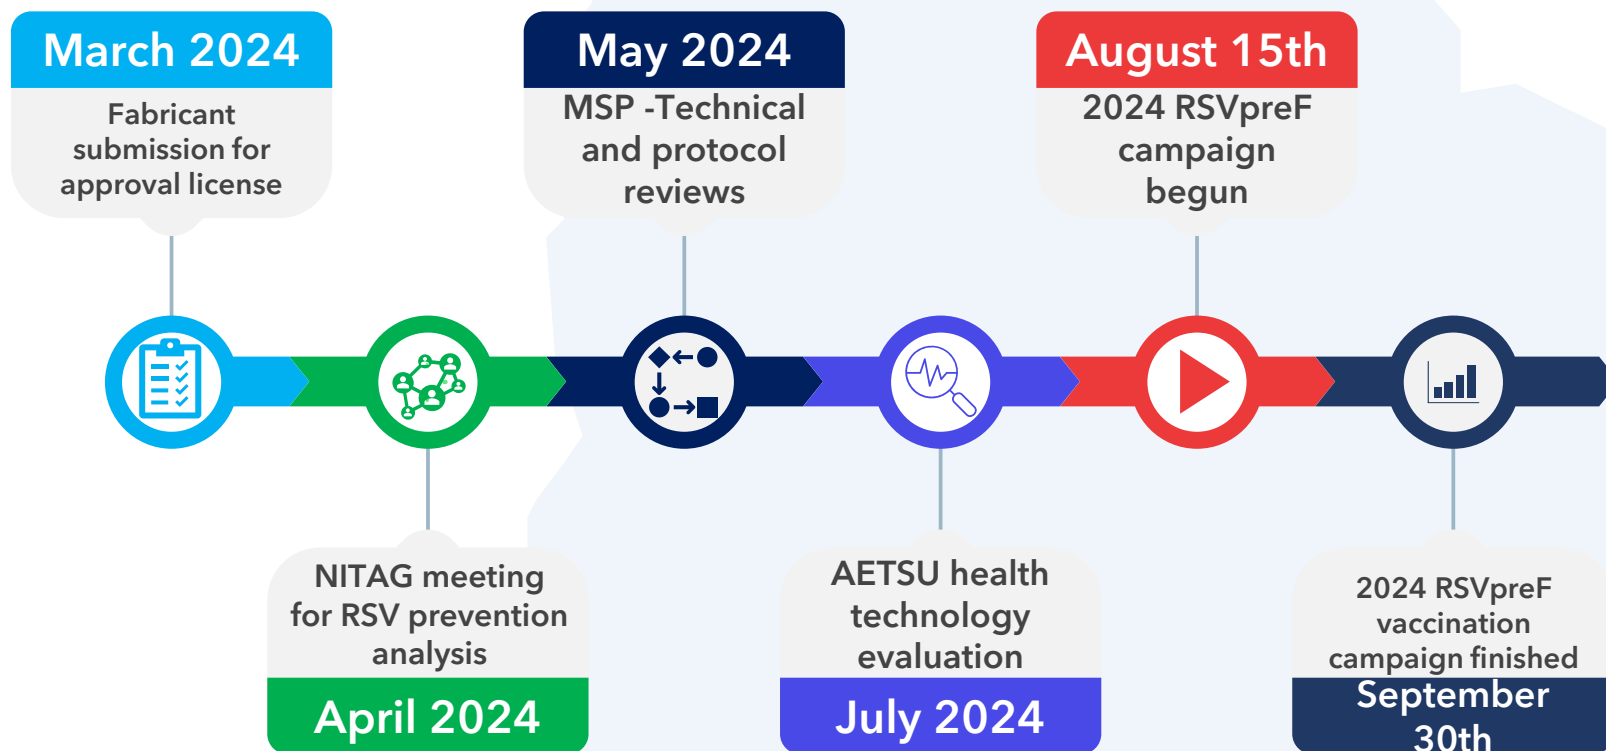 March 2024
Fabricant
submission for
approval license
May 2024
MSP -Technical
and protocol
reviews
August 15th
2024 RSVpreF
campaign
begun
NITAG meeting
for RSV prevention
analysis
April 2024
AETSU health
technology
evaluation
July 2024
2024 RSVpreF
vaccination
campaign finished
September
30th